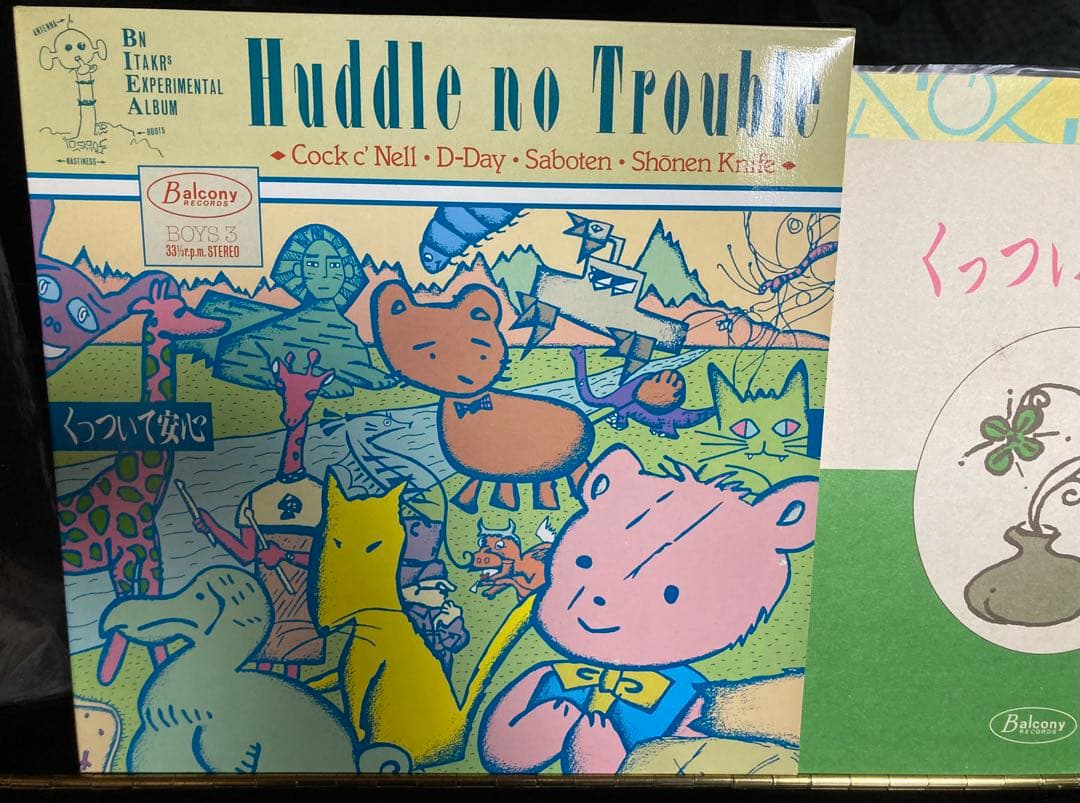 ANTENNA→
BN
ITAKRS
EXPERIMENTAL
ALBUM
←ROOTS
←NASTINESS→
Huddle no Trouble
Cock c' Nell • D-Day • Saboten • Shōnen Knife
Balcony
RECORDS
BOYS 3
33⅓r.p.m. STEREO
くっついて安心
くっつい
Balcony
RECORDS